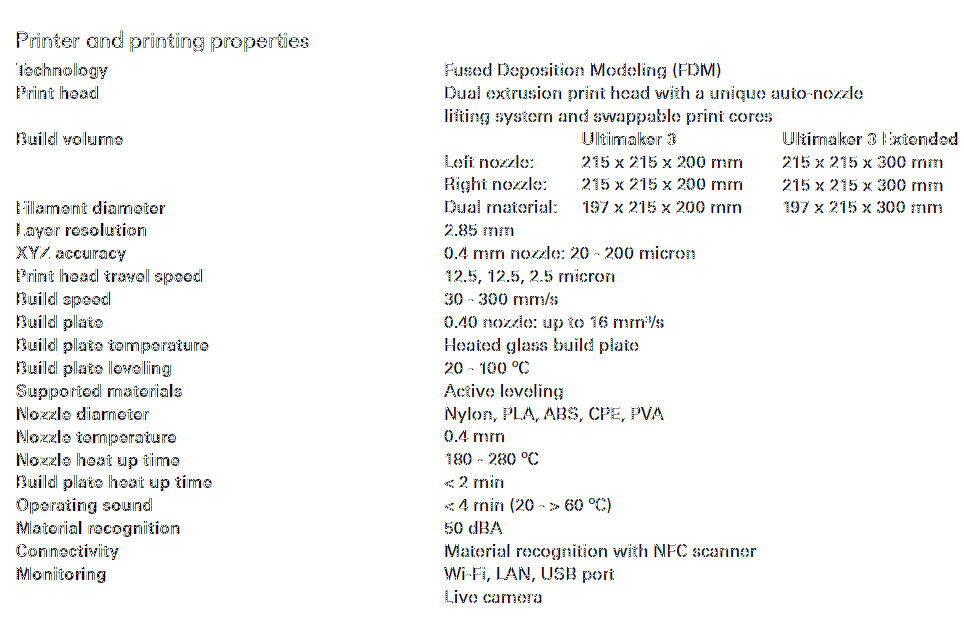 Printer and printing properties
Technology Fused Deposition Modeling (FDM)
Print head Dual extrusion print head with a unique auto-nozzle
lifting system and swappable print cores
Build volume Ultimaker 3 Ultimaker 3 Extended
Left nozzle: 215 x 215 x 200 mm 215 x 215 x 300 mm
Right nozzle: 215 x 215 x 200 mm 215 x 215 x 300 mm
Filament diameter Dual material: 197 x 215 x 200 mm 197 x 215 x 300 mm
Layer resolution 2.85 mm
XYZ accuracy 0.4 mm nozzle: 20 - 200 micron
Print head travel speed 12.5, 12.5, 2.5 micron
Build speed 30 - 300 mm/s
Build plate 0.40 nozzle: up to 16 mm³/s
Build plate temperature Heated glass build plate
Build plate leveling 20 - 100 ºC
Supported materials Active leveling
Nozzle diameter Nylon, PLA, ABS, CPE, PVA
Nozzle temperature 0.4 mm
Nozzle heat up time 180 - 280 ºC
Build plate heat up time < 2 min
Operating sound < 4 min (20 - > 60 ºC)
Material recognition 50 dBA
Connectivity Material recognition with NFC scanner
Monitoring Wi-Fi, LAN, USB port
Live camera